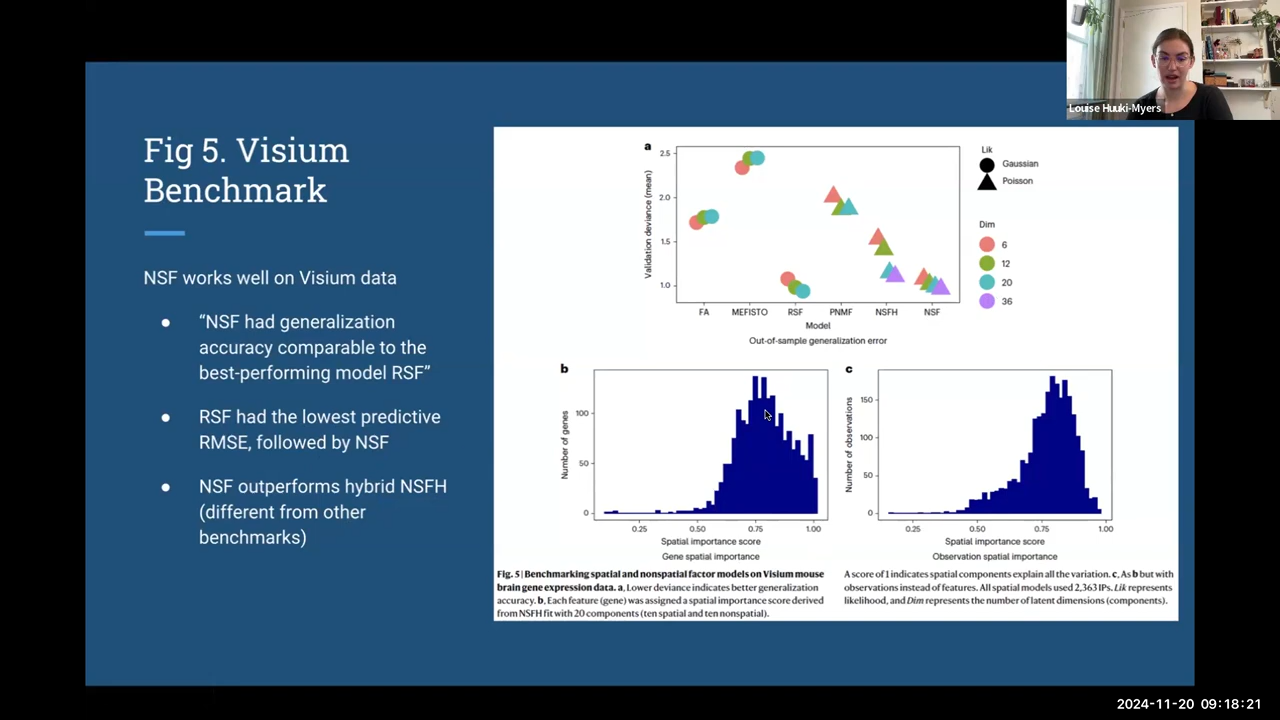 Louise Huuki-Myers
Fig 5. Visium
Benchmark
NSF works well on Visium data
● “NSF had generalization
accuracy comparable to the
best-performing model RSF”
● RSF had the lowest predictive
RMSE, followed by NSF
● NSF outperforms hybrid NSFH
(different from other
benchmarks)
a
Validation deviance (mean)
2.5
2.0
1.5
1.0
FA MEFISTO RSF PNMF NSFH NSF
Model
Out-of-sample generalization error
Lik
Gaussian
Poisson
Dim
6
12
20
36
b
Number of genes
100
50
0
0.25 0.50 0.75 1.00
Spatial importance score
Gene spatial importance
c
Number of observations
150
100
50
0
0.25 0.50 0.75 1.00
Spatial importance score
Observation spatial importance
Fig. 5 | Benchmarking spatial and nonspatial factor models on Visium mouse
brain gene expression data. a, Lower deviance indicates better generalization
accuracy. b, Each feature (gene) was assigned a spatial importance score derived
from NSFH fit with 20 components (ten spatial and ten nonspatial).
A score of 1 indicates spatial components explain all the variation. c, As b but with
observations instead of features. All spatial models used 2,363 IPs. Lik represents
likelihood, and Dim represents the number of latent dimensions (components).
2024-11-20 09:18:21